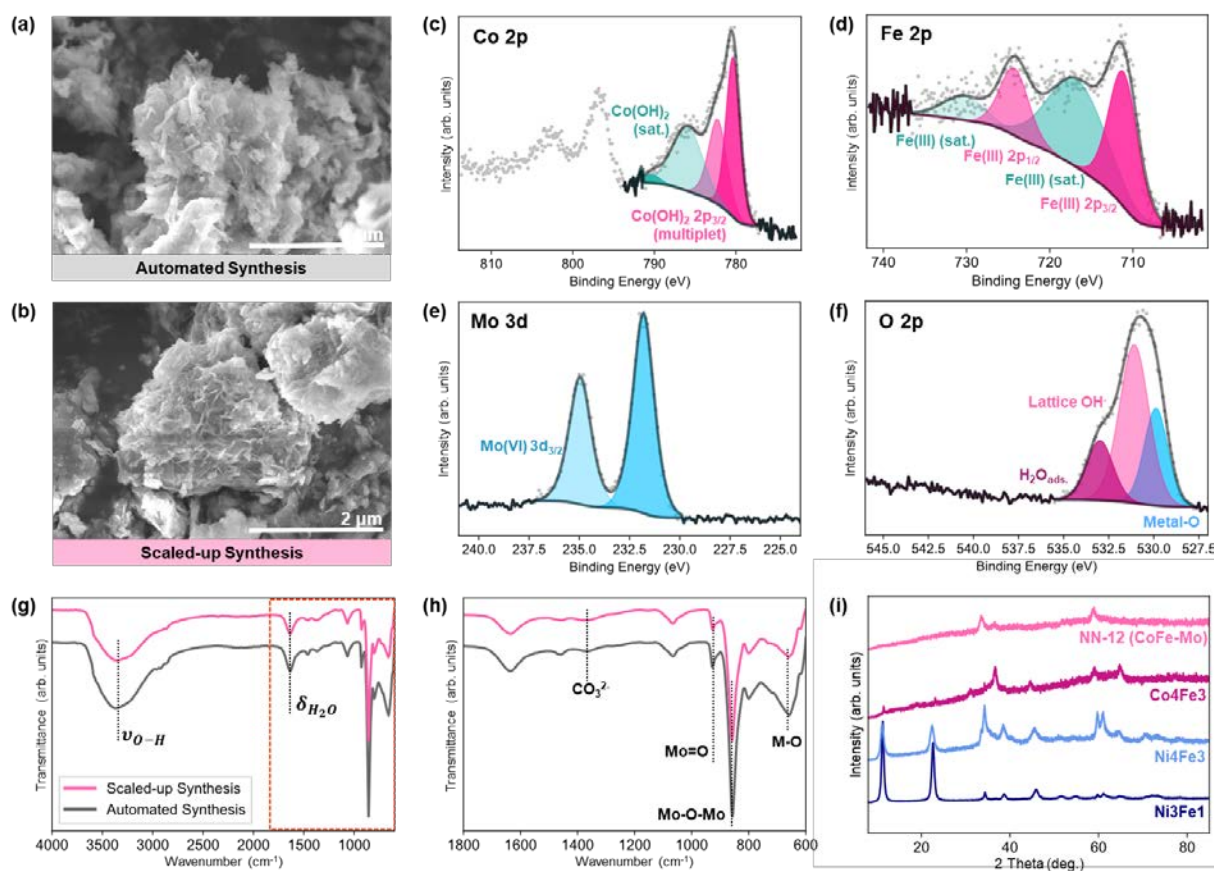 (a)
Automated Synthesis
(b)
2 μm
Scaled-up Synthesis
(c)
Co 2p
Intensity (arb. units)
Co(OH)₂
(sat.)
Co(OH)₂ 2p₃/₂
(multiplet)
810 800 790 780
Binding Energy (eV)
(d)
Fe 2p
Intensity (arb. units)
Fe(III) (sat.)
Fe(III) 2p₁/₂
Fe(III) (sat.)
Fe(III) 2p₃/₂
740 730 720 710
Binding Energy (eV)
(e)
Mo 3d
Intensity (arb. units)
Mo(VI) 3d₃/₂
240.0 237.5 235.0 232.5 230.0 227.5 225.0
Binding Energy (eV)
(f)
O 2p
Intensity (arb. units)
Lattice OH⁻
H₂Oads.
Metal-O
545.0 542.5 540.0 537.5 535.0 532.5 530.0 527.5
Binding Energy (eV)
(g)
Transmittance (arb. units)
υO−H
δH₂O
Scaled-up Synthesis
Automated Synthesis
4000 3500 3000 2500 2000 1500 1000
Wavenumber (cm⁻¹)
(h)
Transmittance (arb. units)
CO₃²⁻
Mo=O
M-O
Mo-O-Mo
1800 1600 1400 1200 1000 800 600
Wavenumber (cm⁻¹)
(i)
Intensity (arb. units)
NN-12 (CoFe-Mo)
Co4Fe3
Ni4Fe3
Ni3Fe1
20 40 60 80
2 Theta (deg.)